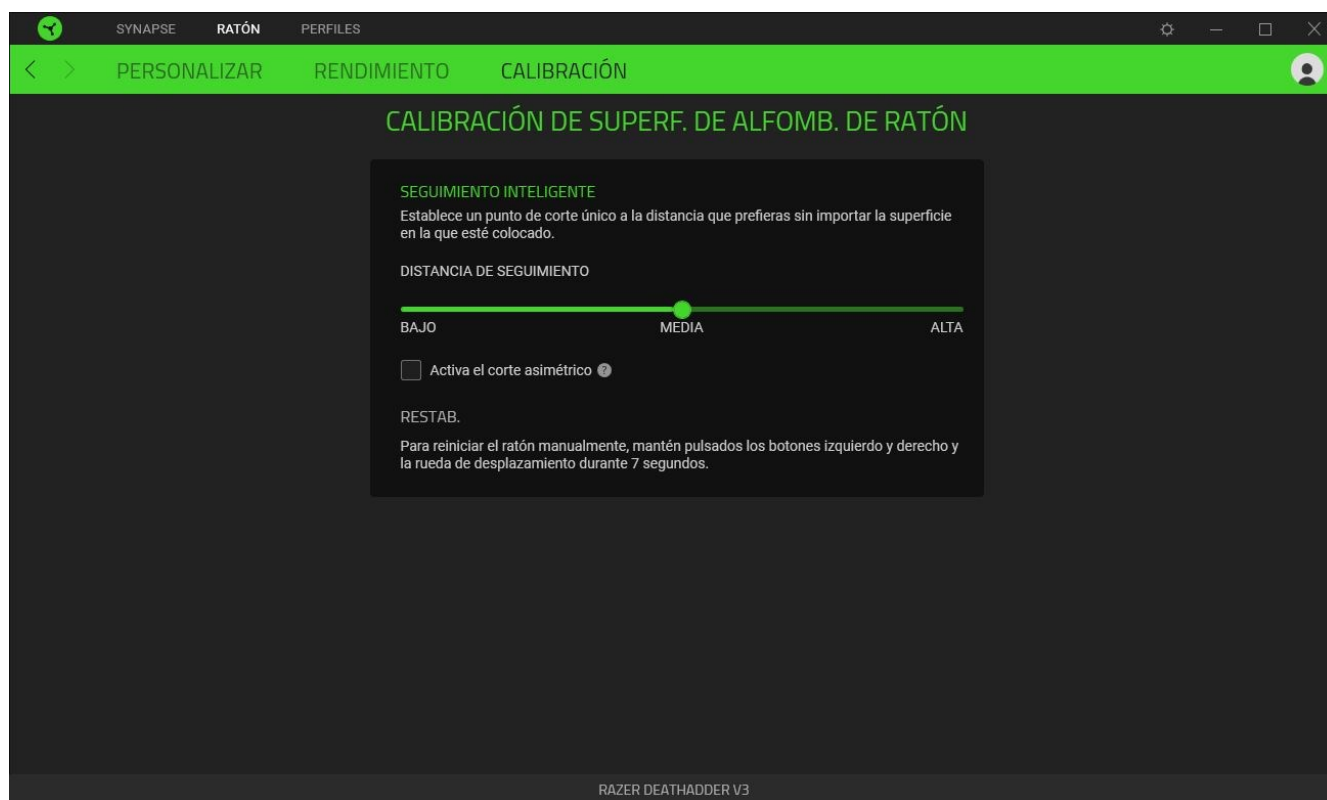 SYNAPSE RATÓN PERFILES
PERSONALIZAR RENDIMIENTO CALIBRACIÓN
CALIBRACIÓN DE SUPERF. DE ALFOMB. DE RATÓN
SEGUIMIENTO INTELIGENTE
Establece un punto de corte único a la distancia que prefieras sin importar la superficie
en la que esté colocado.
DISTANCIA DE SEGUIMIENTO
BAJO MEDIA ALTA
Activa el corte asimétrico ?
RESTAB.
Para reiniciar el ratón manualmente, mantén pulsados los botones izquierdo y derecho y
la rueda de desplazamiento durante 7 segundos.
RAZER DEATHADDER V3